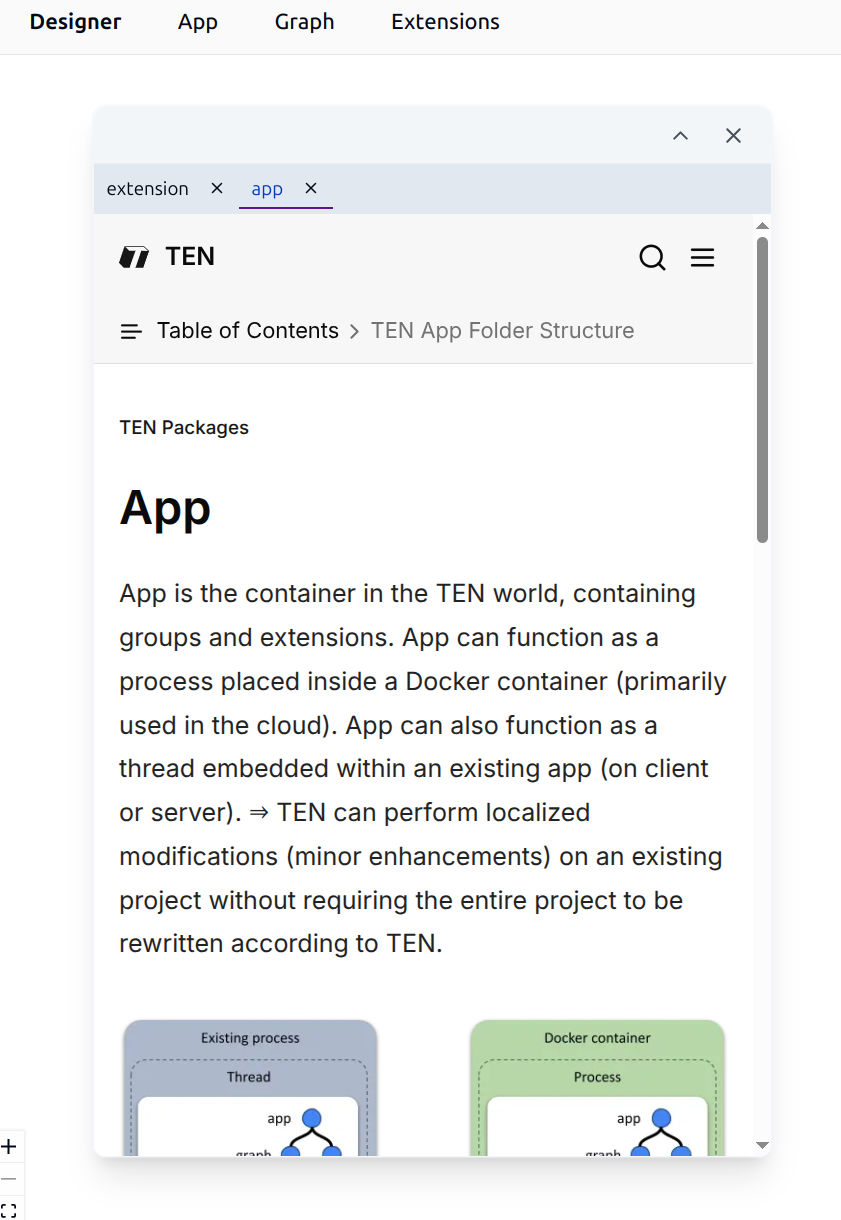 Designer App Graph Extensions
extension app
TEN
Table of Contents > TEN App Folder Structure
TEN Packages
App
App is the container in the TEN world, containing
groups and extensions. App can function as a
process placed inside a Docker container (primarily
used in the cloud). App can also function as a
thread embedded within an existing app (on client
or server). ⇒ TEN can perform localized
modifications (minor enhancements) on an existing
project without requiring the entire project to be
rewritten according to TEN.
Existing process
Thread
app
graph
Docker container
Process
app
graph